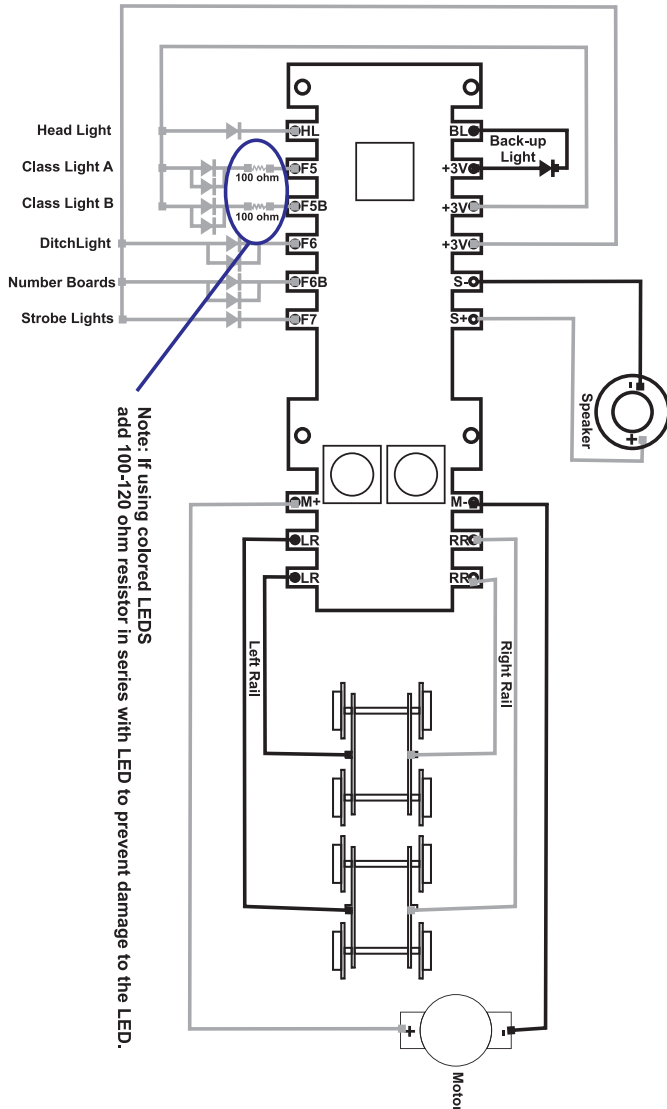 Head Light
HL
BL
Back-up
Light
Class Light A
100 ohm
F5
+3V
Class Light B
100 ohm
F5B
+3V
DitchLight
F6
+3V
Number Boards
F6B
S-
Strobe Lights
F7
S+
-
+
Speaker
Note: If using colored LEDS
add 100-120 ohm resistor in series with LED to prevent damage to the LED.
M+
M-
LR
RR
LR
RR
Left Rail
Right Rail
+
-
Motor